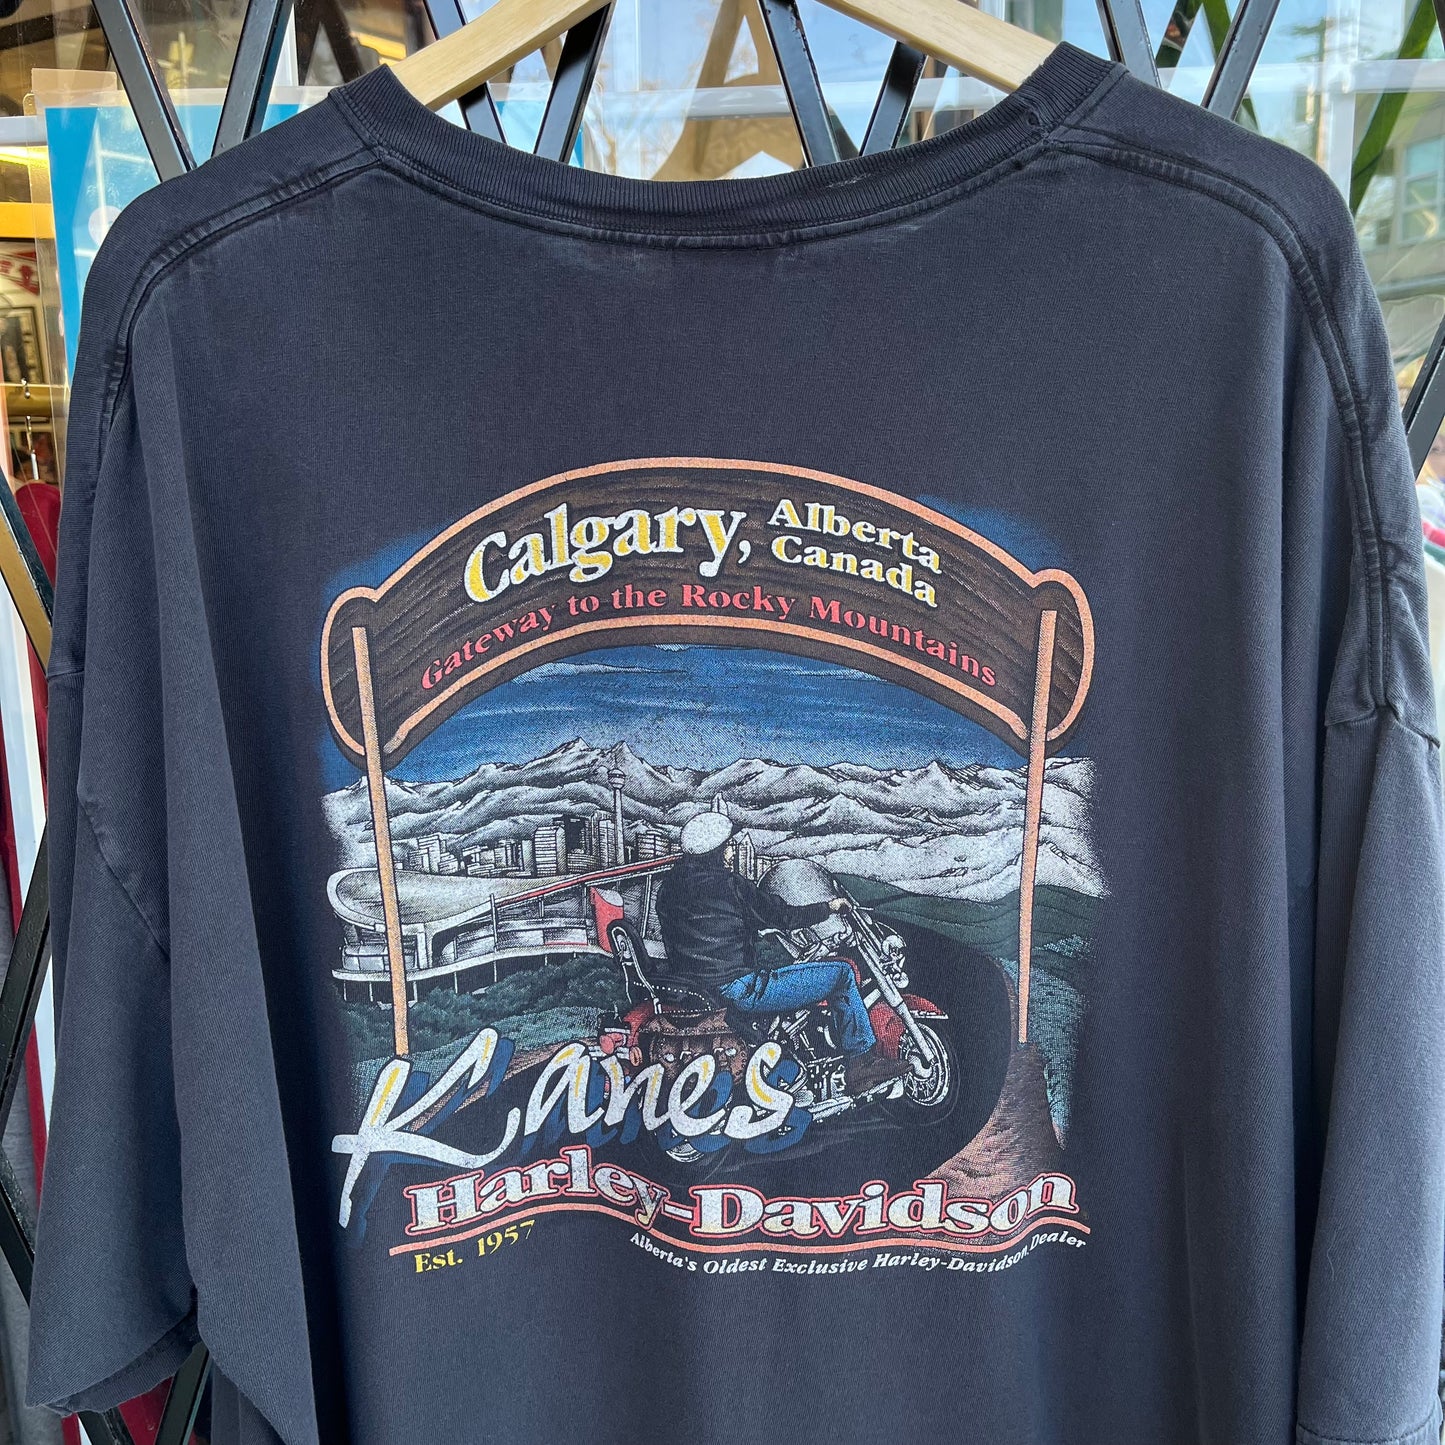 Calgary, Alberta
Canada
Gateway to the Rocky Mountains
Kanes
Harley-Davidson
Est. 1957
Alberta's Oldest Exclusive Harley-Davidson Dealer